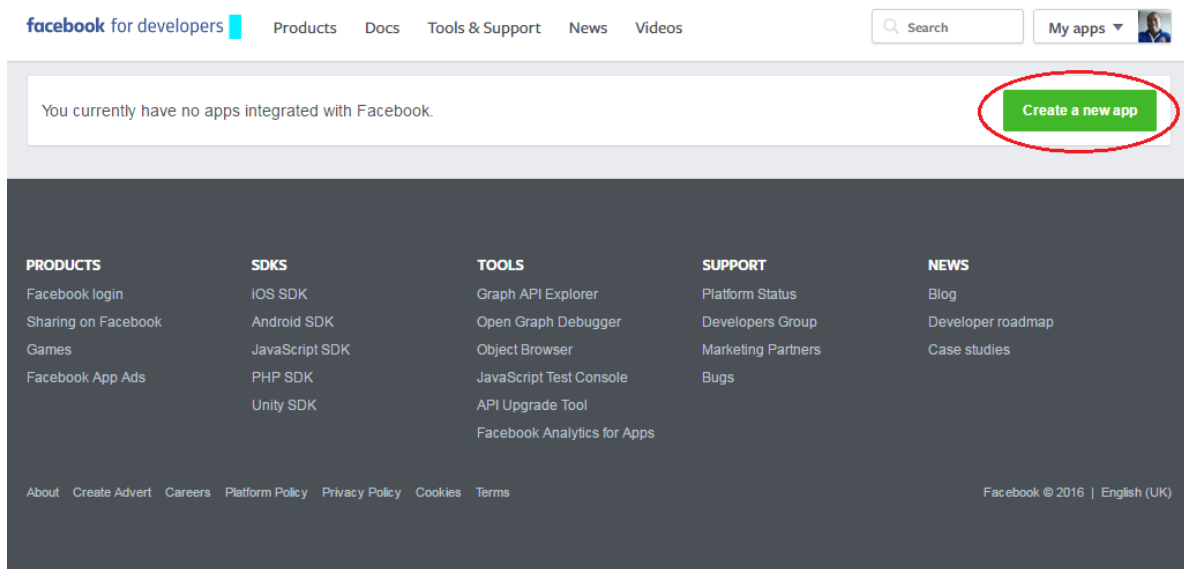 facebook for developers Products Docs Tools & Support News Videos Search My apps
You currently have no apps integrated with Facebook. Create a new app
PRODUCTS SDKS TOOLS SUPPORT NEWS
Facebook login iOS SDK Graph API Explorer Platform Status Blog
Sharing on Facebook Android SDK Open Graph Debugger Developers Group Developer roadmap
Games JavaScript SDK Object Browser Marketing Partners Case studies
Facebook App Ads PHP SDK JavaScript Test Console Bugs
Unity SDK API Upgrade Tool
Facebook Analytics for Apps
About Create Advert Careers Platform Policy Privacy Policy Cookies Terms Facebook © 2016 | English (UK)